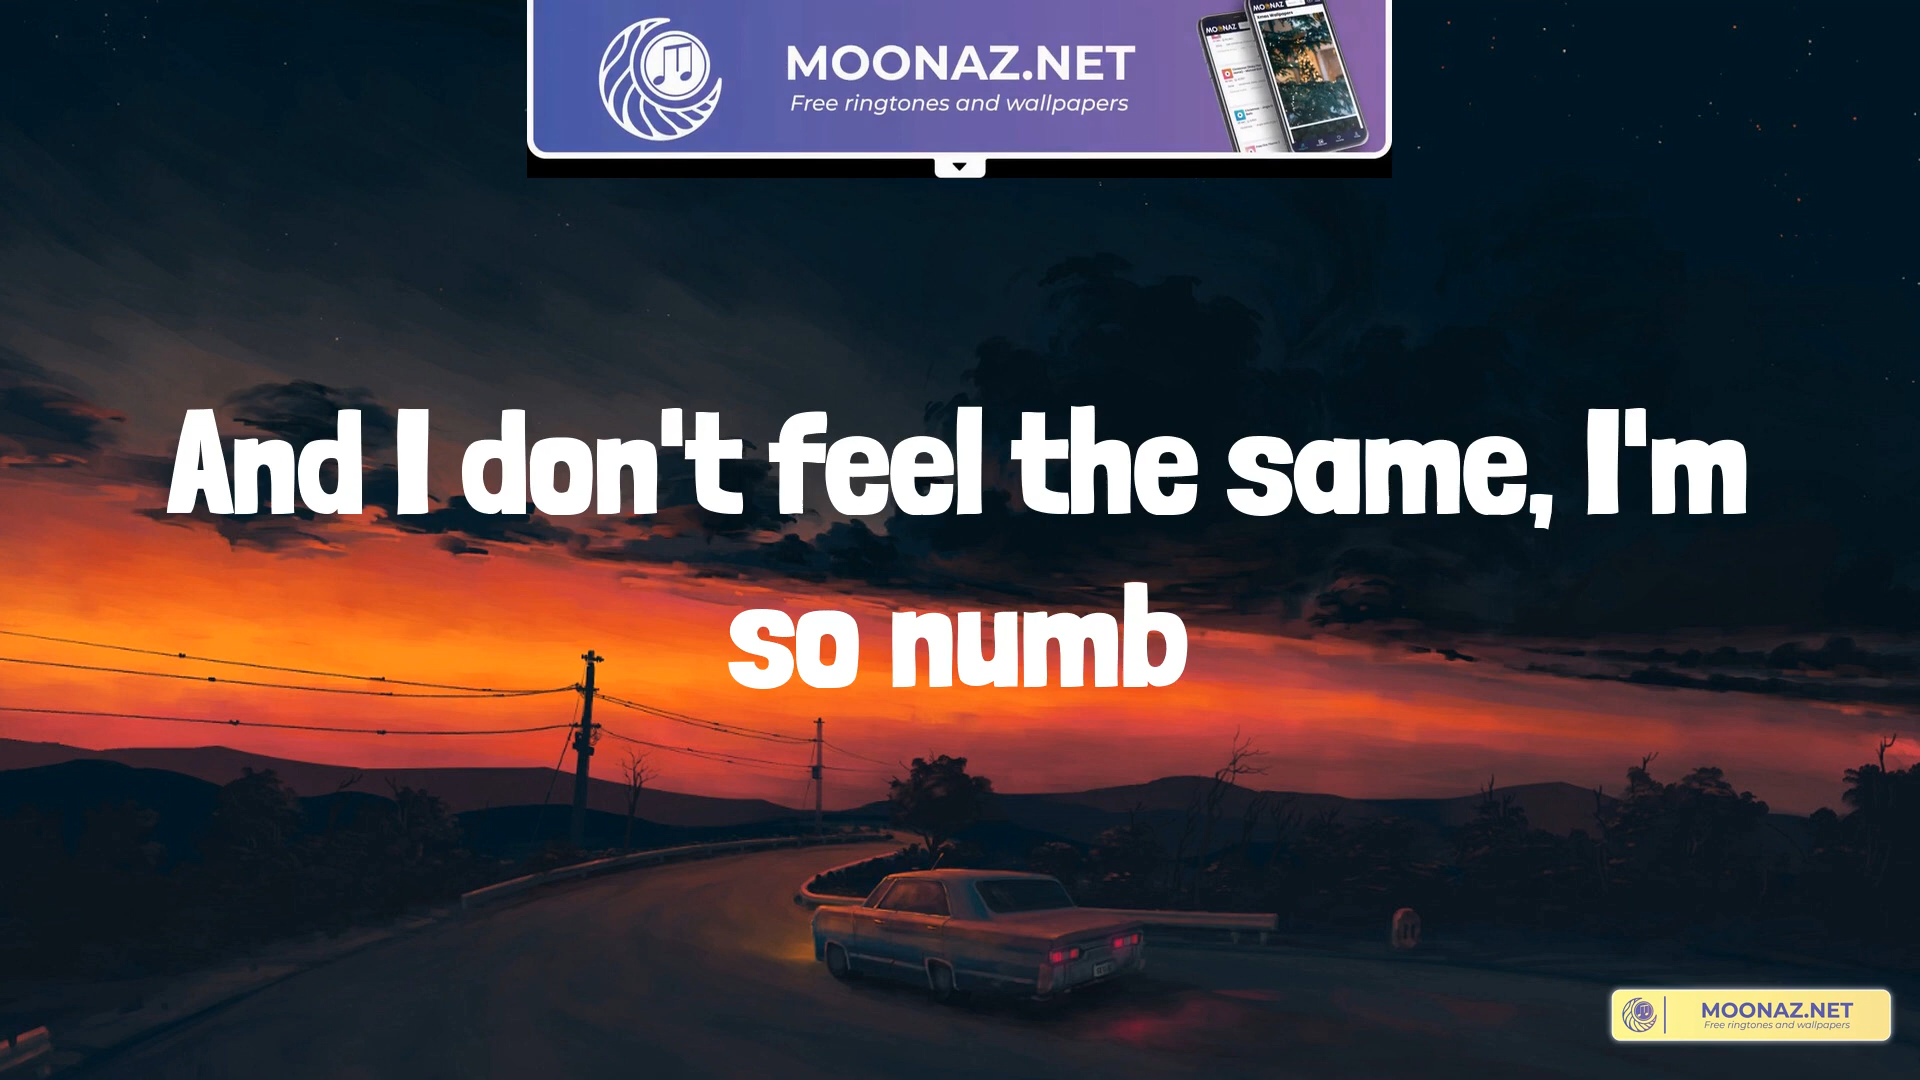 MOONAZ.NET
Free ringtones and wallpapers
And I don't feel the same, I'm
so numb
MOONAZ.NET
Free ringtones and wallpapers